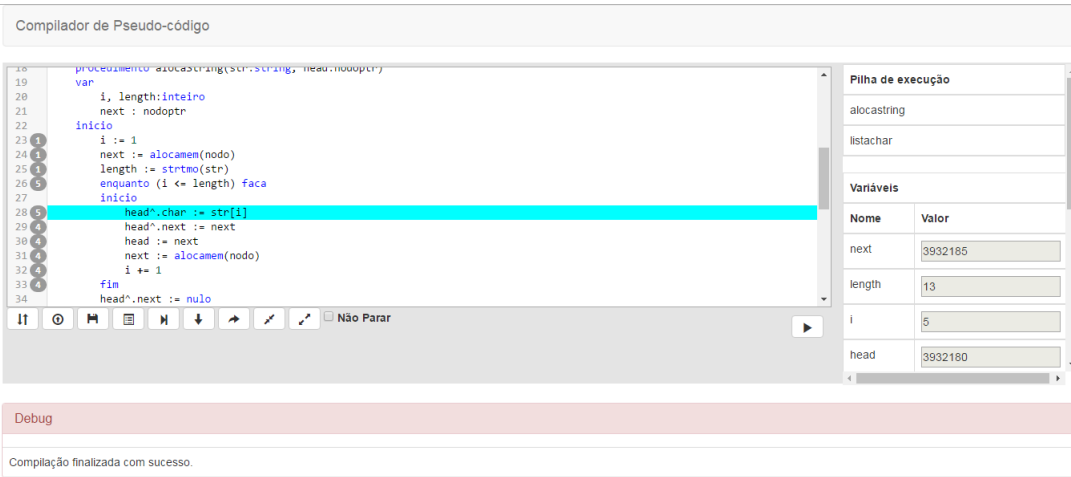 Compilador de Pseudo-código
18 procedimento alocaString(str:string, head:nodoptr)
19 var
20 i, length:inteiro
21 next : nodoptr
22 inicio
23 1 i := 1
24 1 next := alocamem(nodo)
25 1 length := strtmo(str)
26 5 enquanto (i <= length) faca
27 inicio
28 5 head^.char := str[i]
29 4 head^.next := next
30 4 head := next
31 4 next := alocamem(nodo)
32 4 i += 1
33 4 fim
34 head^.next := nulo
Não Parar
Pilha de execução
alocastring
listachar
Variáveis
Nome Valor
next 3932185
length 13
i 5
head 3932180
Debug
Compilação finalizada com sucesso.